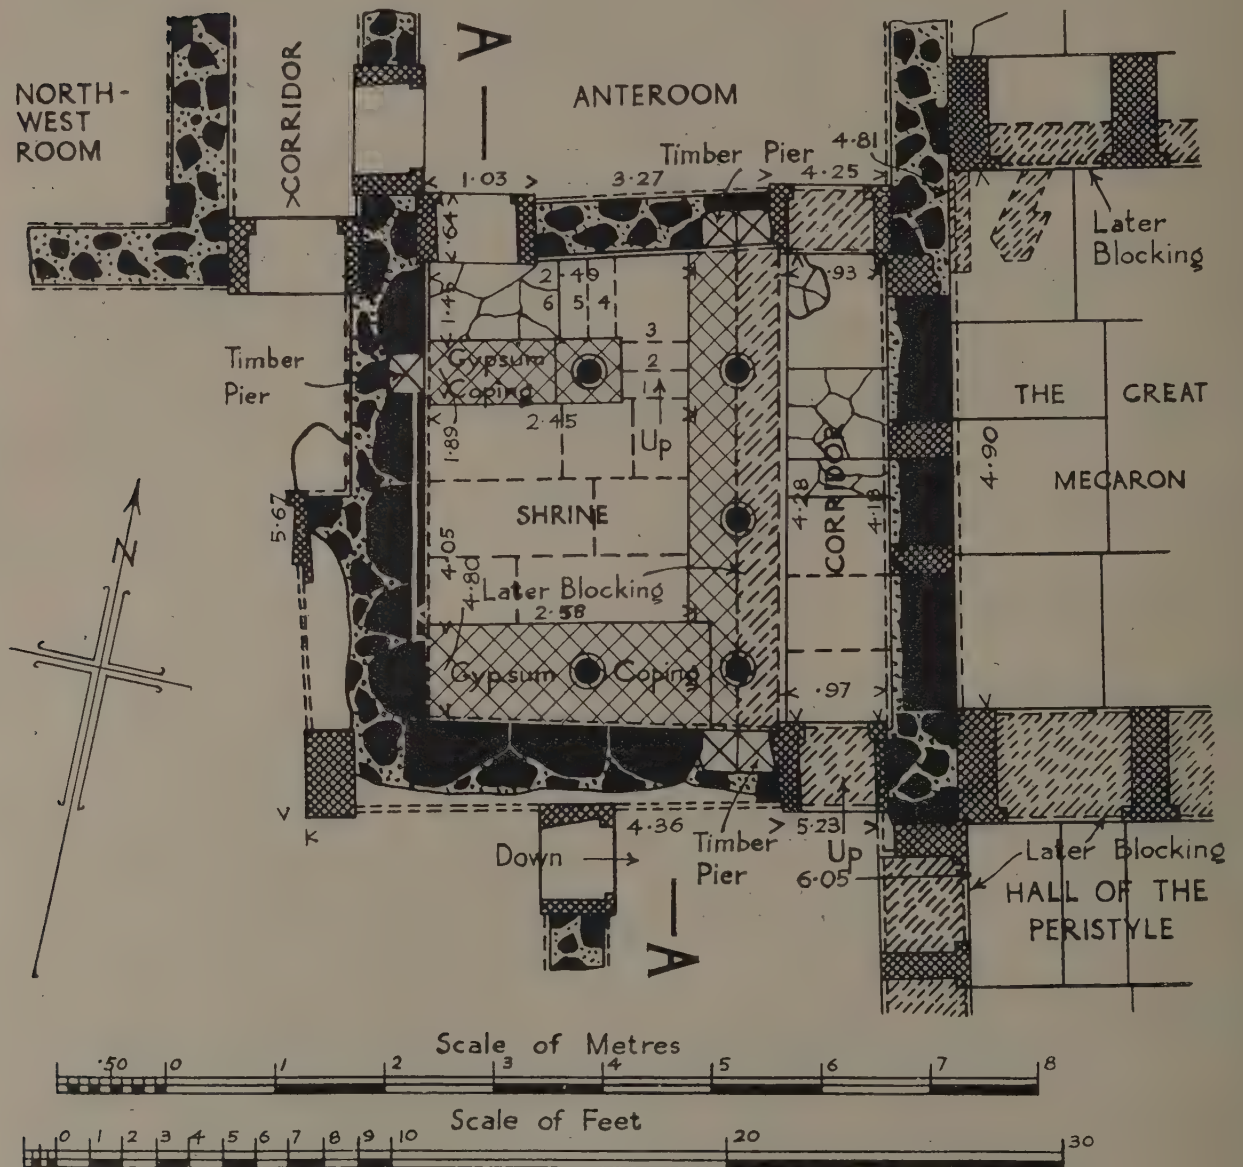 A
NORTH-
WEST
ROOM
CORRIDOR
ANTEROOM
Timber Pier
4.81
1.03
3.27
4.25
.64
Later
Blocking
2.49
.93
6
5
4
1.45
3
2
1
Timber
Pier
Gypsum
Coping
THE GREAT
2.45
1.89
Up
4.90
MEGARON
5.67
SHRINE
4.28
CORRIDOR
4.18
N
4.05
4.80
Later Blocking
2.58
Gypsum Coping
.97
4.36
Timber
Pier
5.23
Up
Down
6.05
Later Blocking
HALL OF THE
PERISTYLE
A
Scale of Metres
.50 0 1 2 3 4 5 6 7 8
Scale of Feet
0 1 2 3 4 5 6 7 8 9 10 20 30